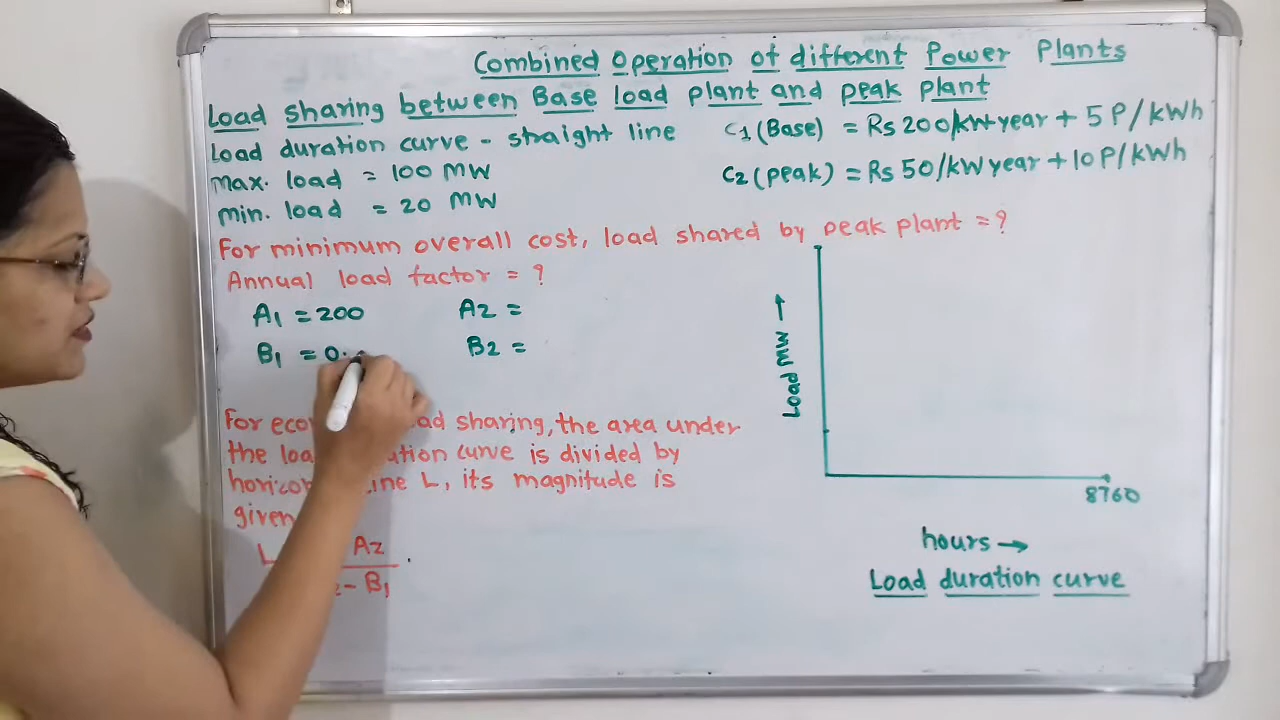 Combined Operation of different Power Plants
Load sharing between Base load plant and peak plant
Load duration curve - straight line
C1 (Base) = Rs 200/kW year + 5 P/kWh
max. load = 100 MW
C2 (peak) = Rs 50/kW year + 10 P/kWh
min. load = 20 MW
For minimum overall cost, load shared by peak plant = ?
Annual load factor = ?
A1 = 200 A2 =
B1 = 0. B2 =
For load sharing, the area under
the curve is divided by
line L, its magnitude is
given
L A2
- B1
Load MW →
8760
hours →
Load duration curve